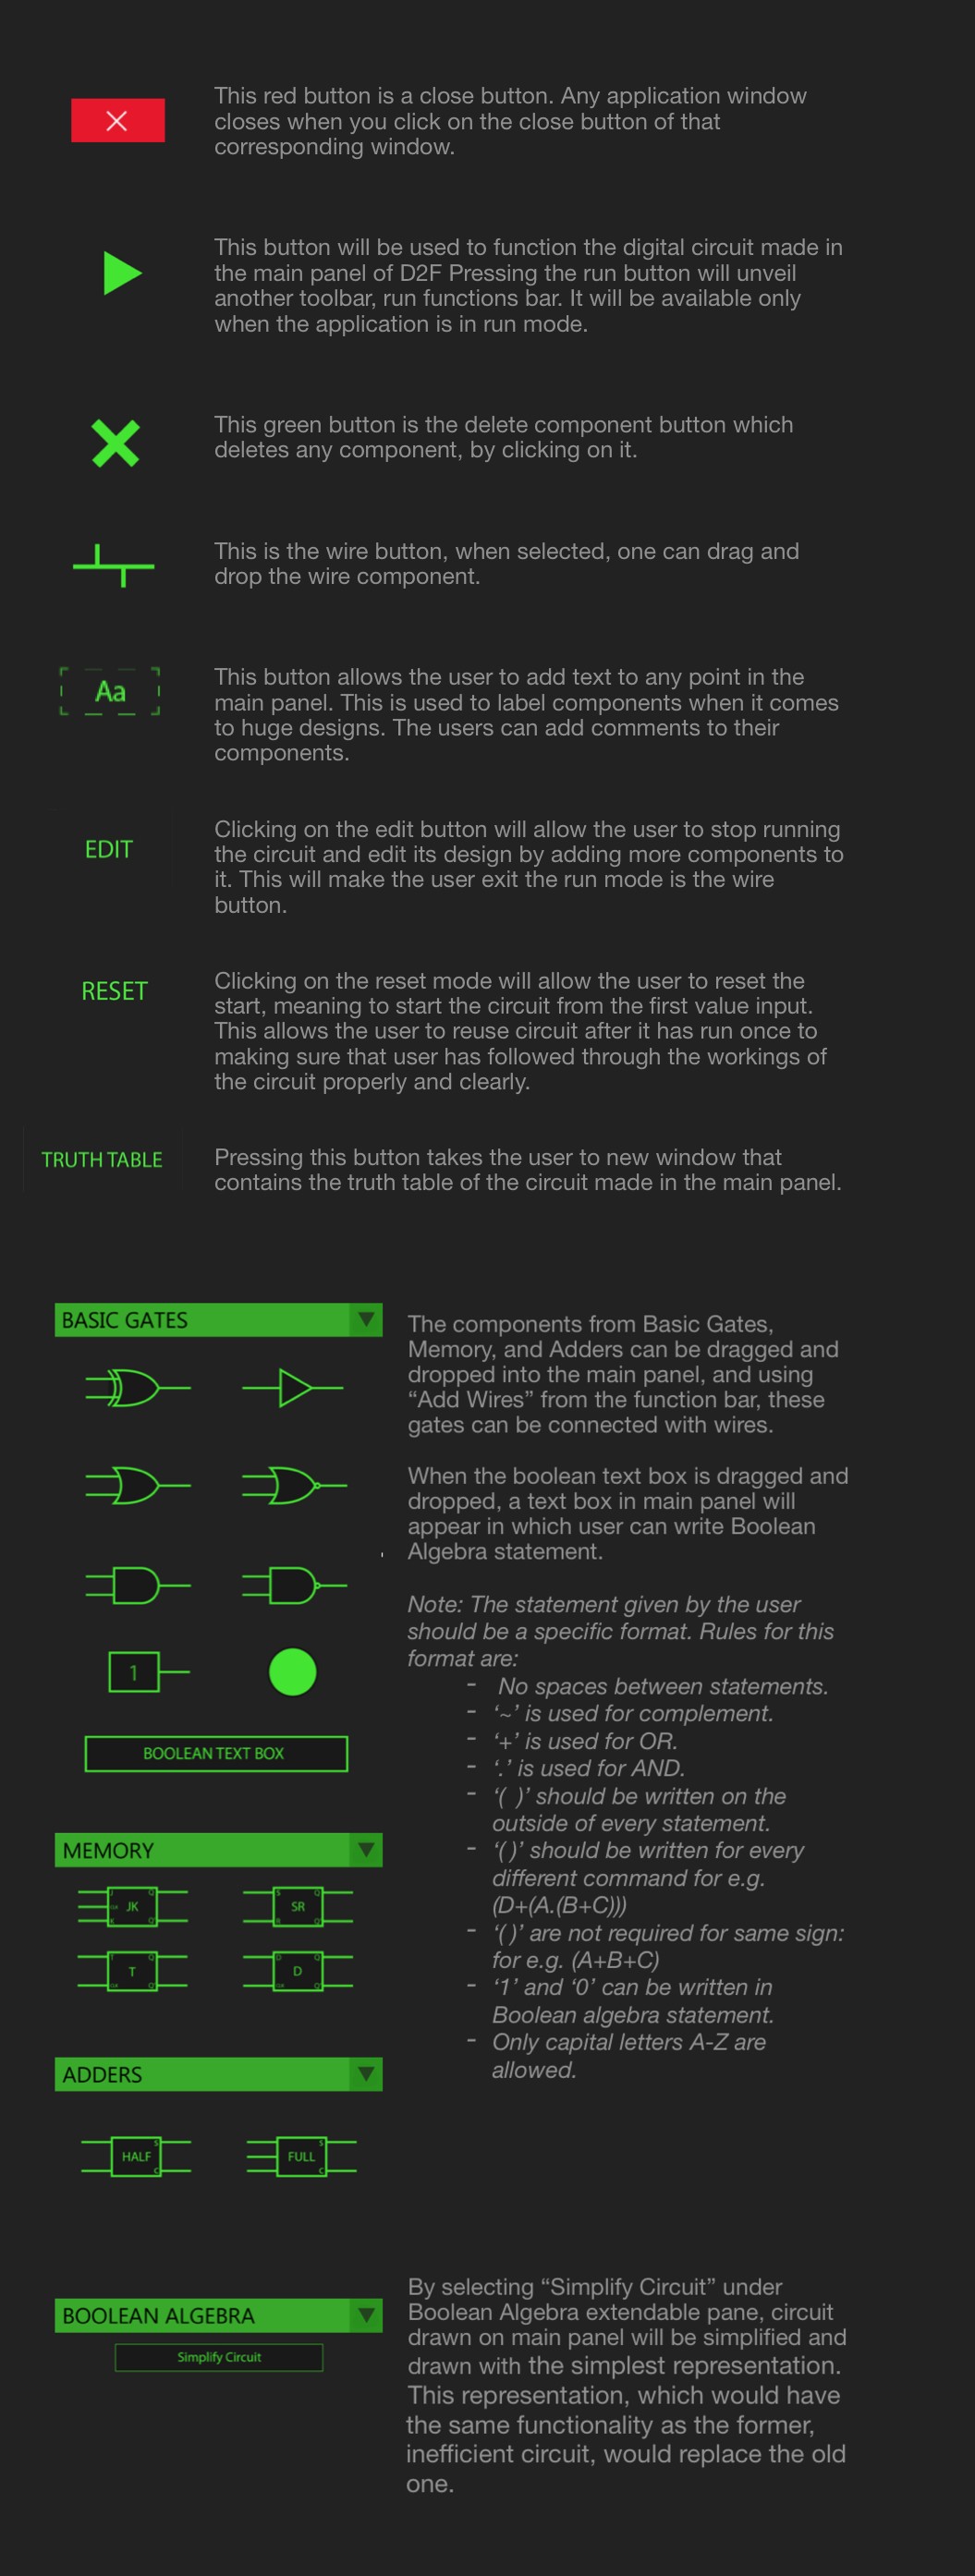 This red button is a close button. Any application window
closes when you click on the close button of that
corresponding window.
This button will be used to function the digital circuit made in
the main panel of D2F Pressing the run button will unveil
another toolbar, run functions bar. It will be available only
when the application is in run mode.
This green button is the delete component button which
deletes any component, by clicking on it.
This is the wire button, when selected, one can drag and
drop the wire component.
Aa
This button allows the user to add text to any point in the
main panel. This is used to label components when it comes
to huge designs. The users can add comments to their
components.
EDIT
Clicking on the edit button will allow the user to stop running
the circuit and edit its design by adding more components to
it. This will make the user exit the run mode is the wire
button.
RESET
Clicking on the reset mode will allow the user to reset the
start, meaning to start the circuit from the first value input.
This allows the user to reuse circuit after it has run once to
making sure that user has followed through the workings of
the circuit properly and clearly.
TRUTH TABLE
Pressing this button takes the user to new window that
contains the truth table of the circuit made in the main panel.
BASIC GATES
1
BOOLEAN TEXT BOX
MEMORY
J Q JK K Q'
S Q SR R Q'
T Q T CLK Q'
D Q D CLK Q'
ADDERS
HALF S C
FULL S C
The components from Basic Gates,
Memory, and Adders can be dragged and
dropped into the main panel, and using
“Add Wires” from the function bar, these
gates can be connected with wires.
When the boolean text box is dragged and
dropped, a text box in main panel will
appear in which user can write Boolean
Algebra statement.
Note: The statement given by the user
should be a specific format. Rules for this
format are:
- No spaces between statements.
- ‘~’ is used for complement.
- ‘+’ is used for OR.
- ‘.’ is used for AND.
- ‘( )’ should be written on the
outside of every statement.
- ‘( )’ should be written for every
different command for e.g.
(D+(A.(B+C)))
- ‘( )’ are not required for same sign:
for e.g. (A+B+C)
- ‘1’ and ‘0’ can be written in
Boolean algebra statement.
- Only capital letters A-Z are
allowed.
BOOLEAN ALGEBRA
Simplify Circuit
By selecting “Simplify Circuit” under
Boolean Algebra extendable pane, circuit
drawn on main panel will be simplified and
drawn with the simplest representation.
This representation, which would have
the same functionality as the former,
inefficient circuit, would replace the old
one.